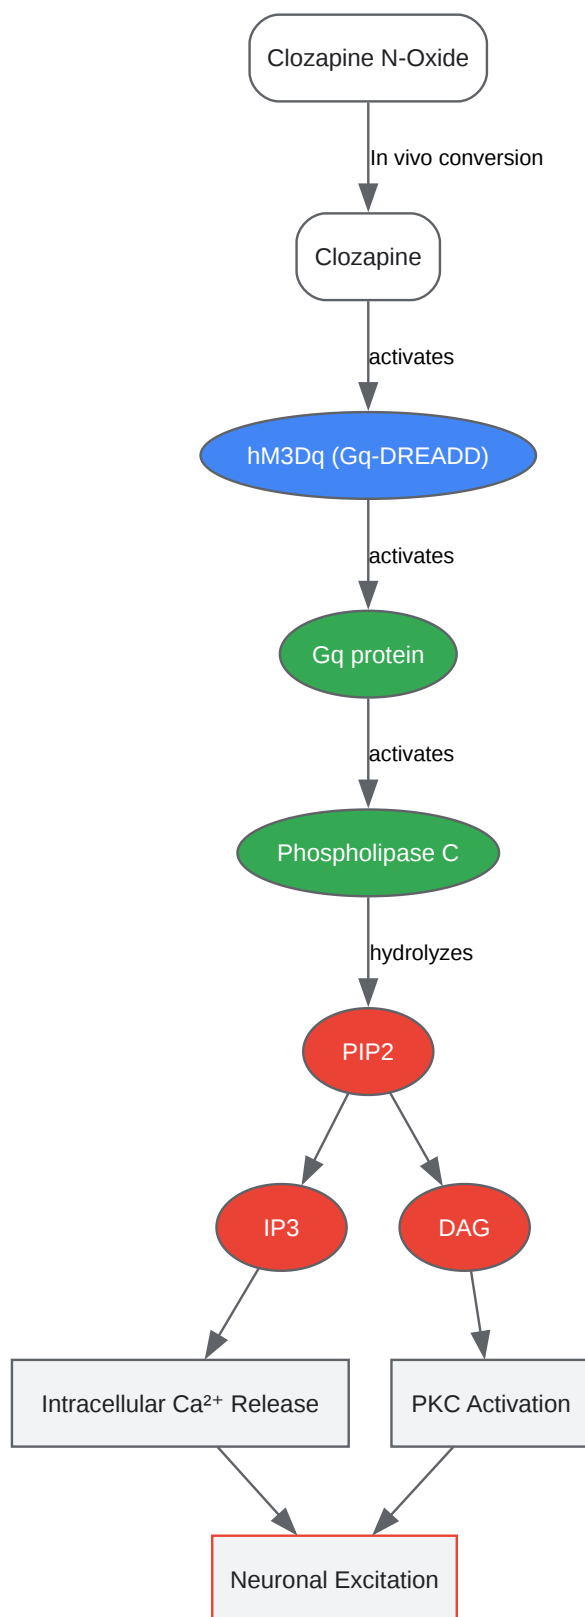 Clozapine N-Oxide
In vivo conversion
Clozapine
activates
hM3Dq (Gq-DREADD)
activates
Gq protein
activates
Phospholipase C
hydrolyzes
PIP2
IP3
DAG
Intracellular Ca²⁺ Release
PKC Activation
Neuronal Excitation